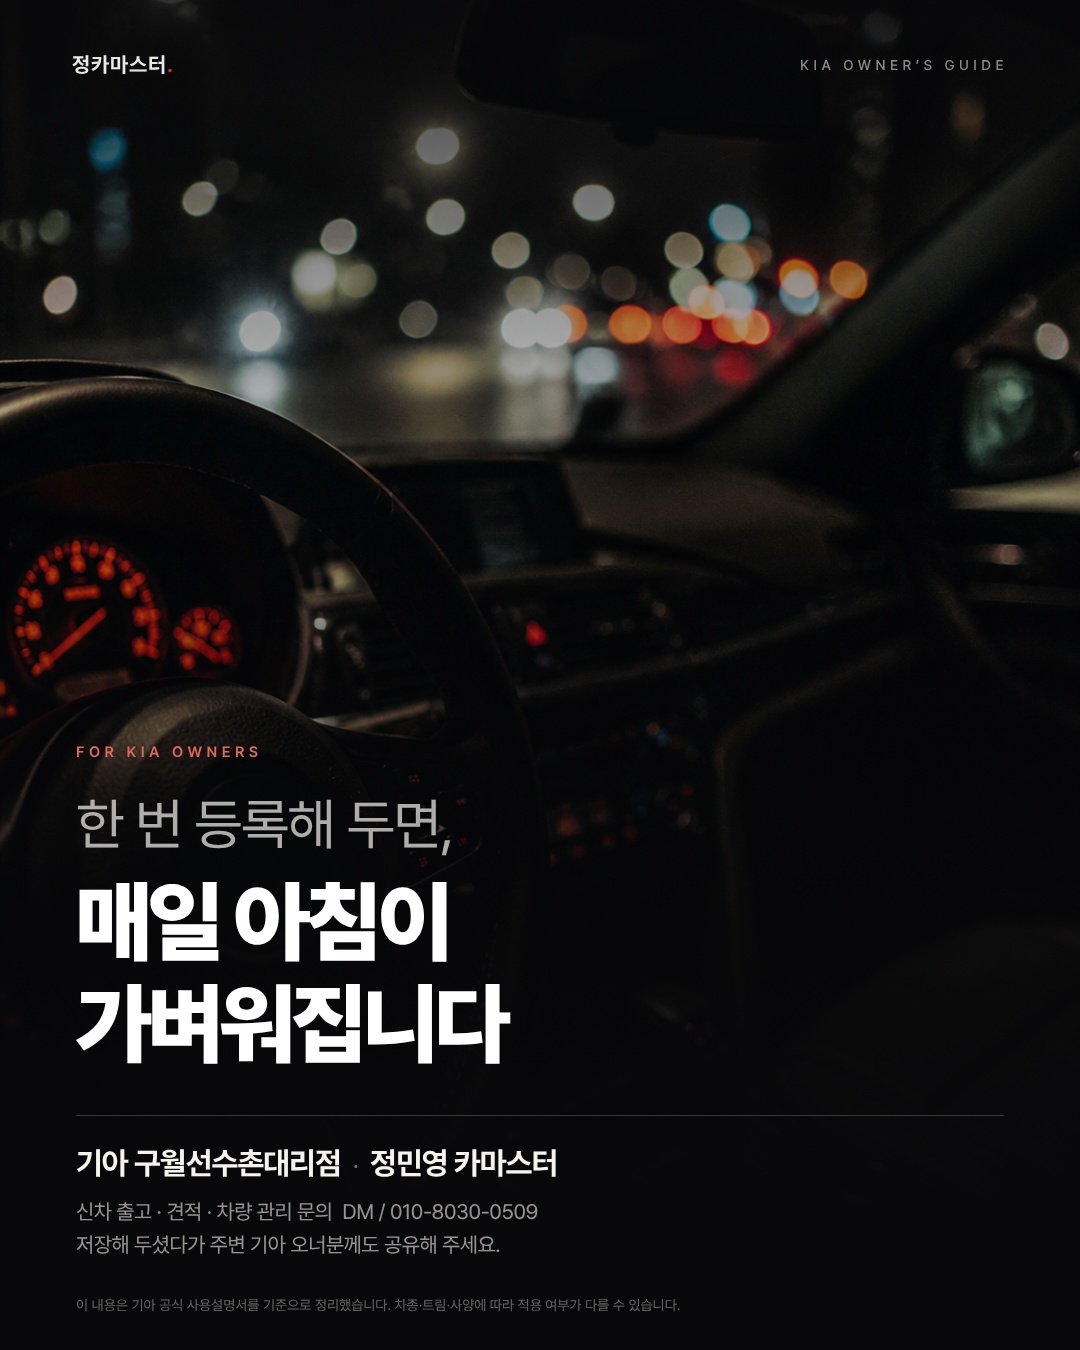 정카마스터.
KIA OWNER’S GUIDE
FOR KIA OWNERS
한 번 등록해 두면,
매일 아침이
가벼워집니다
기아 구월선수촌대리점 · 정민영 카마스터
신차 출고 · 견적 · 차량 관리 문의 DM / 010-8030-0509
저장해 두셨다가 주변 기아 오너분께도 공유해 주세요.
이 내용은 기아 공식 사용설명서를 기준으로 정리했습니다. 차종·트림·사양에 따라 적용 여부가 다를 수 있습니다.